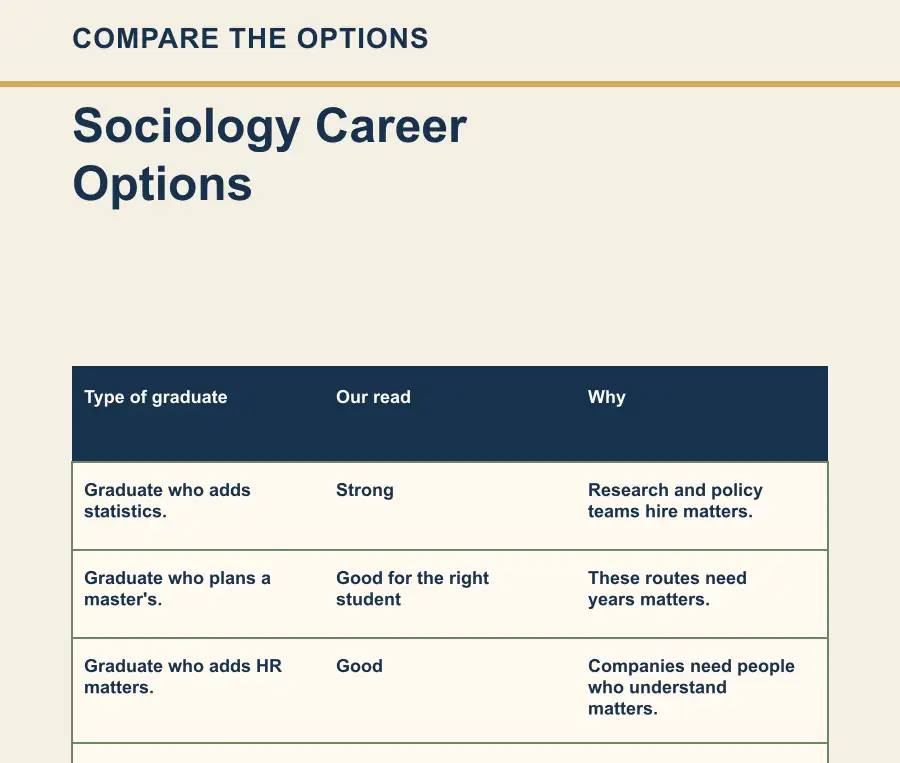 COMPARE THE OPTIONS
Sociology Career
Options
Type of graduate
Our read
Why
Graduate who adds
statistics.
Strong
Research and policy
teams hire matters.
Graduate who plans a
master's.
Good for the right
student
These routes need
years matters.
Graduate who adds HR
matters.
Good
Companies need people
who understand
matters.